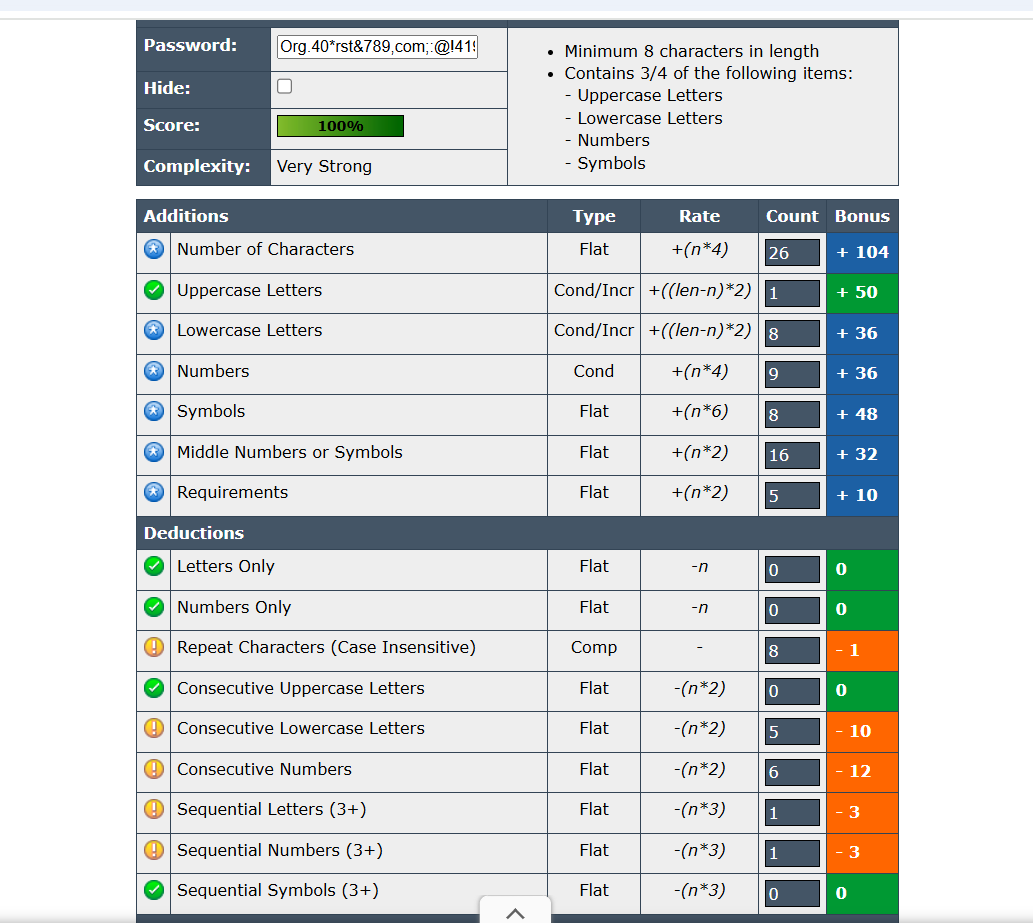 Password: Org.40*rst&789,com;:@!419
Hide:
Score: 100%
Complexity: Very Strong
• Minimum 8 characters in length
• Contains 3/4 of the following items:
- Uppercase Letters
- Lowercase Letters
- Numbers
- Symbols
Additions Type Rate Count Bonus
Number of Characters Flat +(n*4) 26 + 104
Uppercase Letters Cond/Incr +((len-n)*2) 1 + 50
Lowercase Letters Cond/Incr +((len-n)*2) 8 + 36
Numbers Cond +(n*4) 9 + 36
Symbols Flat +(n*6) 8 + 48
Middle Numbers or Symbols Flat +(n*2) 16 + 32
Requirements Flat +(n*2) 5 + 10
Deductions
Letters Only Flat -n 0 0
Numbers Only Flat -n 0 0
Repeat Characters (Case Insensitive) Comp - 8 - 1
Consecutive Uppercase Letters Flat -(n*2) 0 0
Consecutive Lowercase Letters Flat -(n*2) 5 - 10
Consecutive Numbers Flat -(n*2) 6 - 12
Sequential Letters (3+) Flat -(n*3) 1 - 3
Sequential Numbers (3+) Flat -(n*3) 1 - 3
Sequential Symbols (3+) Flat -(n*3) 0 0